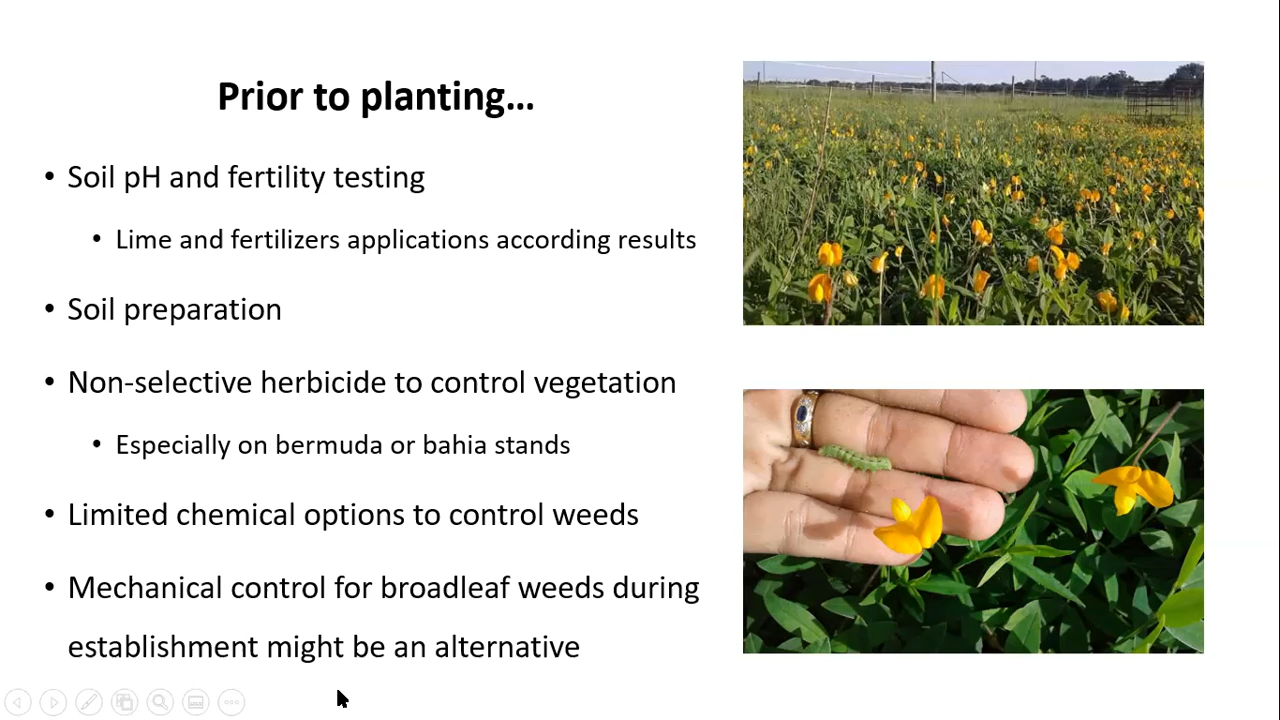 Prior to planting...
• Soil pH and fertility testing
• Lime and fertilizers applications according results
• Soil preparation
• Non-selective herbicide to control vegetation
• Especially on bermuda or bahia stands
• Limited chemical options to control weeds
• Mechanical control for broadleaf weeds during
establishment might be an alternative